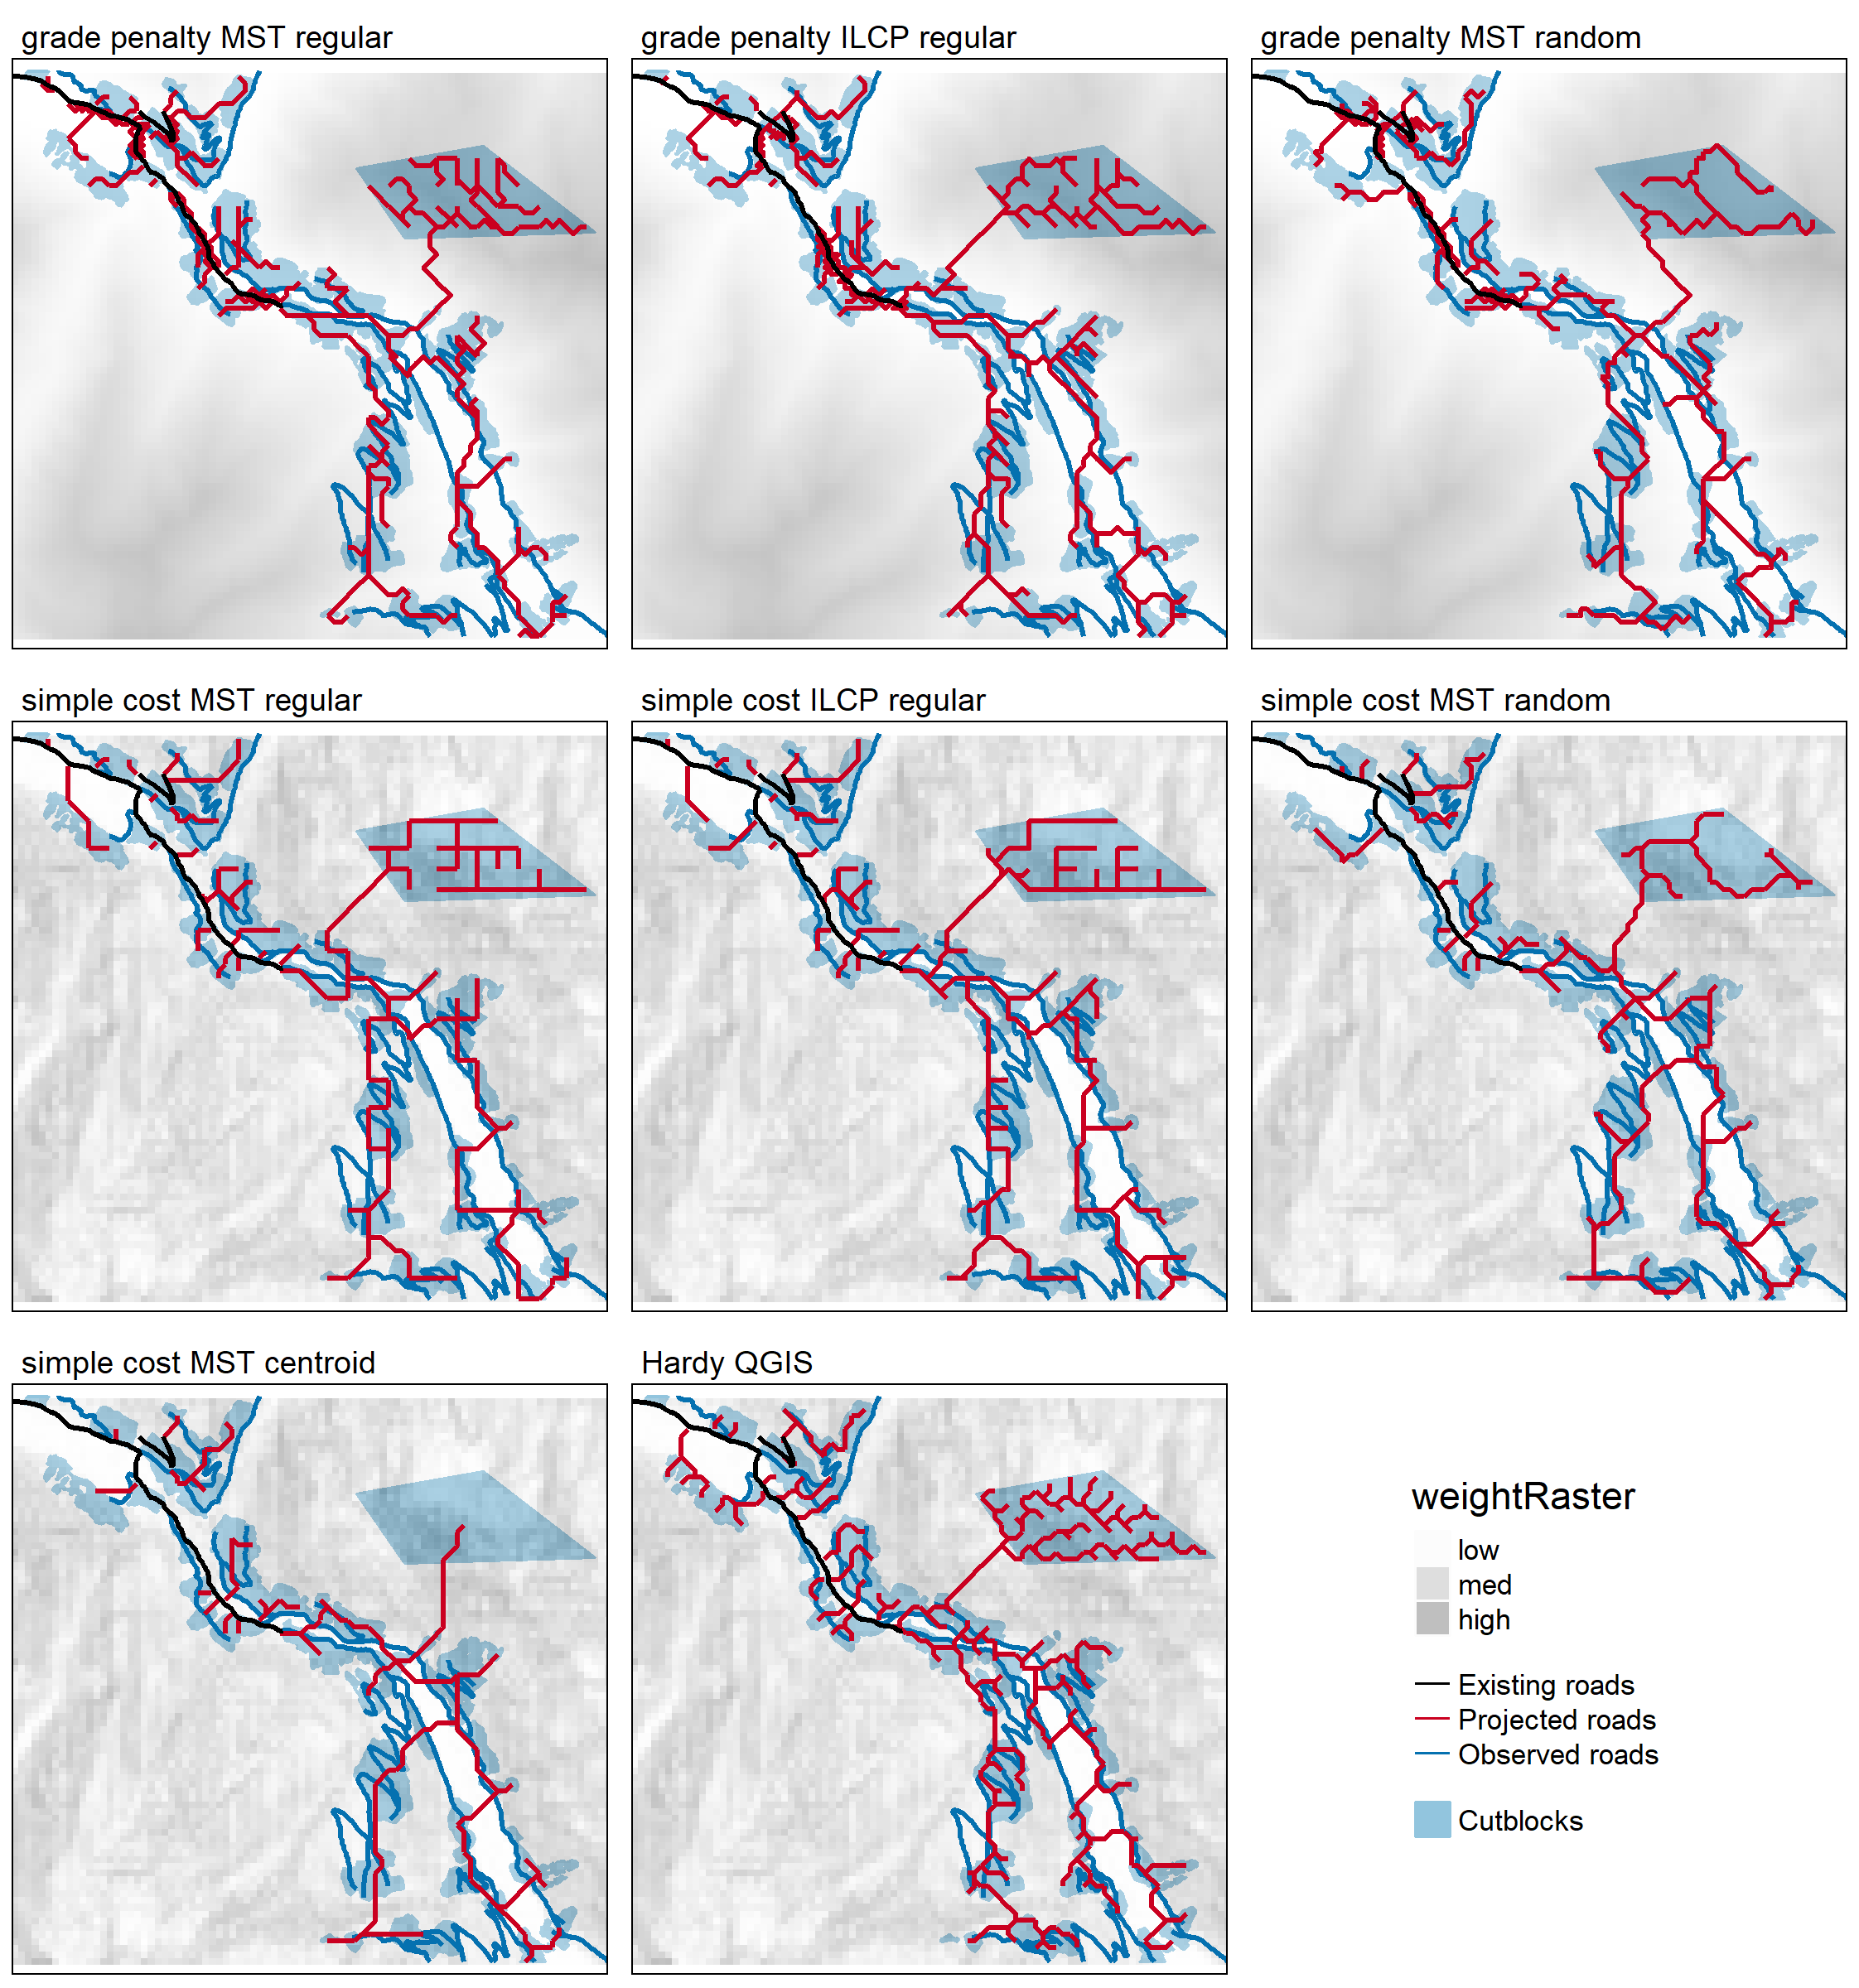 grade penalty MST regular
grade penalty ILCP regular
grade penalty MST random
simple cost MST regular
simple cost ILCP regular
simple cost MST random
simple cost MST centroid
Hardy QGIS
weightRaster
low
med
high
Existing roads
Projected roads
Observed roads
Cutblocks